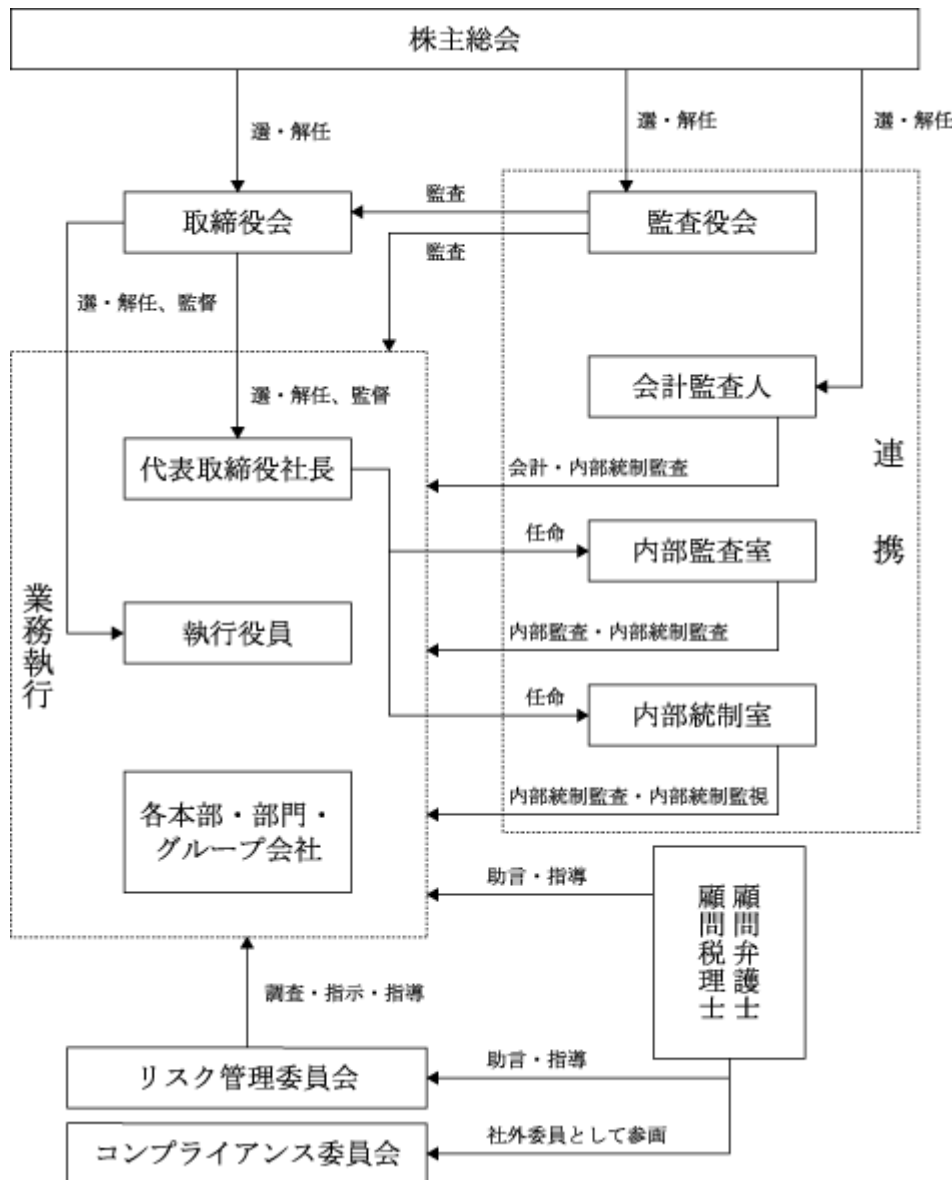 株主総会
選・解任
選・解任
選・解任
取締役会
監査
監査役会
監査
選・解任、監督
選・解任、監督
会計監査人
代表取締役社長
会計・内部統制監査
連携
任命
内部監査室
業務執行
執行役員
内部監査・内部統制監査
任命
内部統制室
各本部・部門・
グループ会社
内部統制監査・内部統制監視
助言・指導
顧問弁護士
顧問税理士
調査・指示・指導
リスク管理委員会
助言・指導
コンプライアンス委員会
社外委員として参画